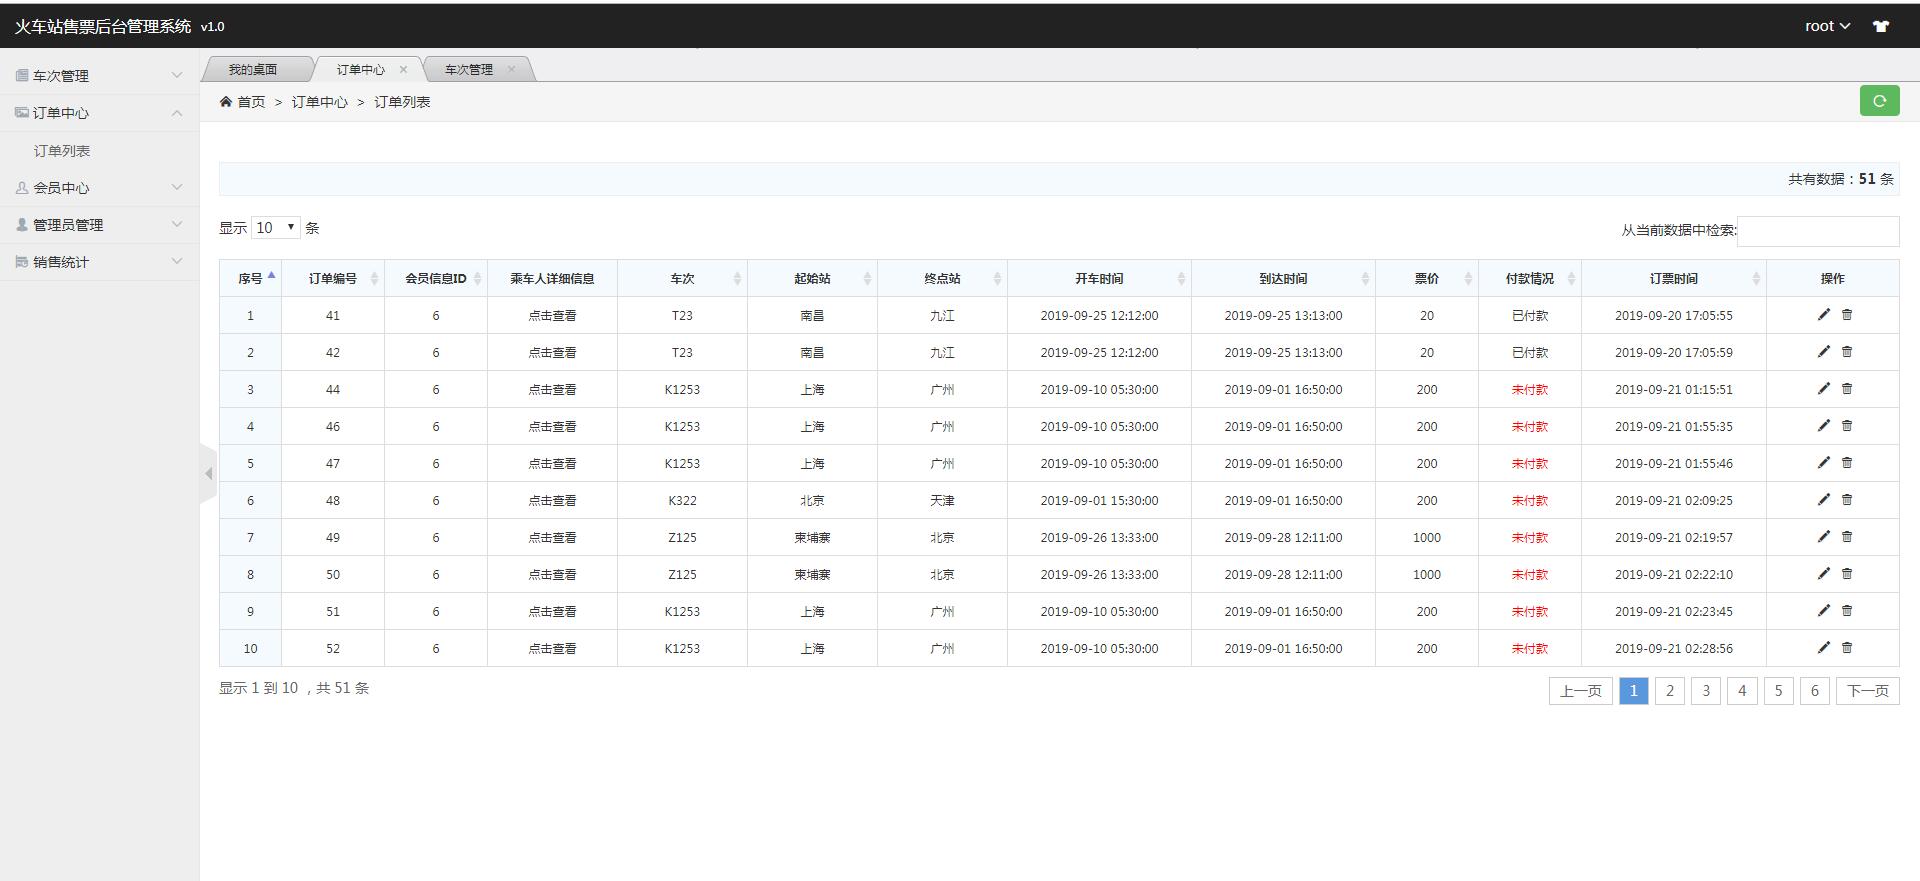 火车站售票后台管理系统 v1.0 root
车次管理
订单中心
订单列表
会员中心
管理员管理
销售统计
我的桌面 订单中心 × 车次管理 ×
首页 > 订单中心 > 订单列表
共有数据：51 条
显示 10 条 从当前数据中检索:
序号 订单编号 会员信息ID 乘车人详细信息 车次 起始站 终点站 开车时间 到达时间 票价 付款情况 订票时间 操作
1 41 6 点击查看 T23 南昌 九江 2019-09-25 12:12:00 2019-09-25 13:13:00 20 已付款 2019-09-20 17:05:55
2 42 6 点击查看 T23 南昌 九江 2019-09-25 12:12:00 2019-09-25 13:13:00 20 已付款 2019-09-20 17:05:59
3 44 6 点击查看 K1253 上海 广州 2019-09-10 05:30:00 2019-09-01 16:50:00 200 未付款 2019-09-21 01:15:51
4 46 6 点击查看 K1253 上海 广州 2019-09-10 05:30:00 2019-09-01 16:50:00 200 未付款 2019-09-21 01:55:35
5 47 6 点击查看 K1253 上海 广州 2019-09-10 05:30:00 2019-09-01 16:50:00 200 未付款 2019-09-21 01:55:46
6 48 6 点击查看 K322 北京 天津 2019-09-01 15:30:00 2019-09-01 16:50:00 200 未付款 2019-09-21 02:09:25
7 49 6 点击查看 Z125 柬埔寨 北京 2019-09-26 13:33:00 2019-09-28 12:11:00 1000 未付款 2019-09-21 02:19:57
8 50 6 点击查看 Z125 柬埔寨 北京 2019-09-26 13:33:00 2019-09-28 12:11:00 1000 未付款 2019-09-21 02:22:10
9 51 6 点击查看 K1253 上海 广州 2019-09-10 05:30:00 2019-09-01 16:50:00 200 未付款 2019-09-21 02:23:45
10 52 6 点击查看 K1253 上海 广州 2019-09-10 05:30:00 2019-09-01 16:50:00 200 未付款 2019-09-21 02:28:56
显示 1 到 10 ，共 51 条 上一页 1 2 3 4 5 6 下一页